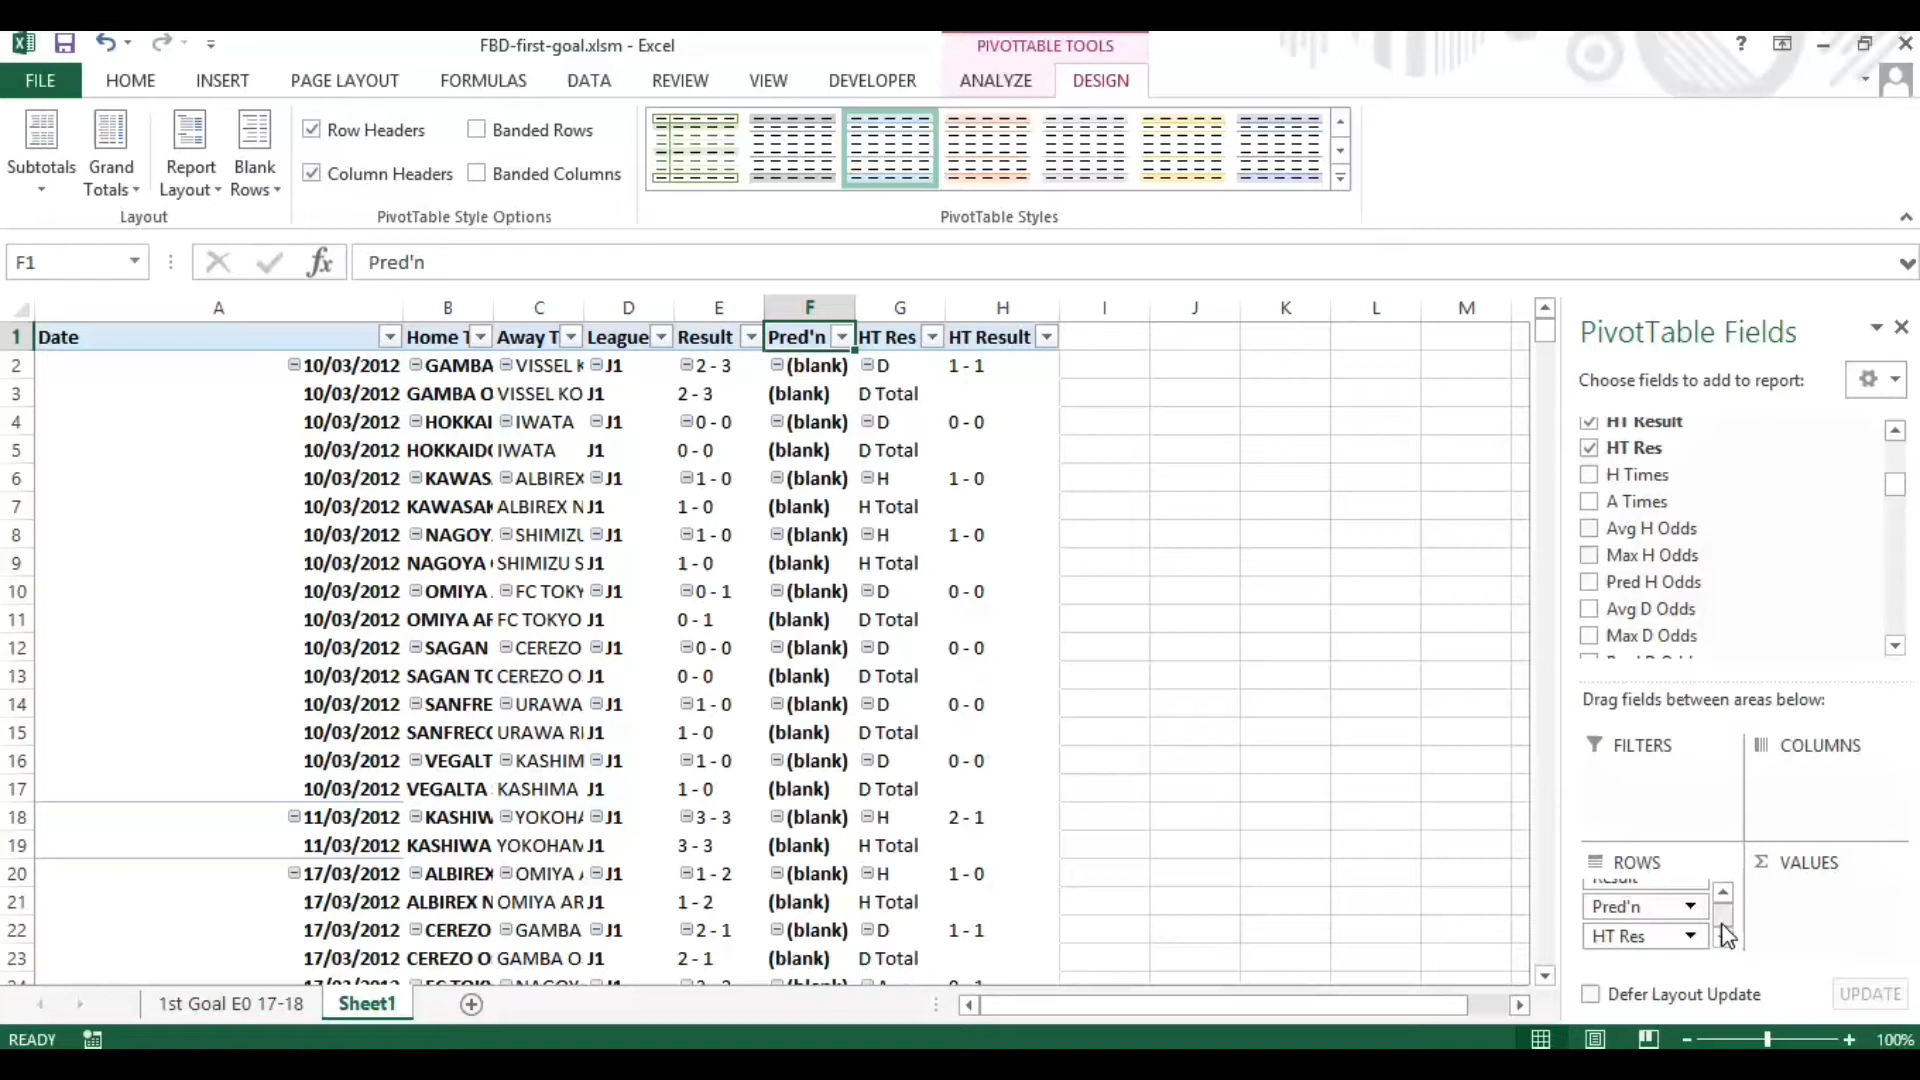 FBD-first-goal.xlsm - Excel
PIVOTTABLE TOOLS
?
FILE HOME INSERT PAGE LAYOUT FORMULAS DATA REVIEW VIEW DEVELOPER ANALYZE DESIGN
Subtotals
Grand Totals
Report Layout
Blank Rows
Layout
Row Headers
Banded Rows
Column Headers
Banded Columns
PivotTable Style Options
PivotTable Styles
F1
fx
Pred'n
A B C D E F G H I J K L M
1 Date Home T Away T League Result Pred'n HT Res HT Result
2 10/03/2012 GAMBA VISSEL K J1 2 - 3 (blank) D 1 - 1
3 10/03/2012 GAMBA O VISSEL KO J1 2 - 3 (blank) D Total
4 10/03/2012 HOKKAI IWATA J1 0 - 0 (blank) D 0 - 0
5 10/03/2012 HOKKAIDO IWATA J1 0 - 0 (blank) D Total
6 10/03/2012 KAWAS ALBIREX J1 1 - 0 (blank) H 1 - 0
7 10/03/2012 KAWASAK ALBIREX N J1 1 - 0 (blank) H Total
8 10/03/2012 NAGOY SHIMIZU J1 1 - 0 (blank) H 1 - 0
9 10/03/2012 NAGOYA SHIMIZU S J1 1 - 0 (blank) H Total
10 10/03/2012 OMIYA FC TOKY J1 0 - 1 (blank) D 0 - 0
11 10/03/2012 OMIYA AR FC TOKYO J1 0 - 1 (blank) D Total
12 10/03/2012 SAGAN CEREZO J1 0 - 0 (blank) D 0 - 0
13 10/03/2012 SAGAN TO CEREZO O J1 0 - 0 (blank) D Total
14 10/03/2012 SANFRE URAWA J1 1 - 0 (blank) D 0 - 0
15 10/03/2012 SANFRECC URAWA RE J1 1 - 0 (blank) D Total
16 10/03/2012 VEGALT KASHIM J1 1 - 0 (blank) D 0 - 0
17 10/03/2012 VEGALTA KASHIMA J1 1 - 0 (blank) D Total
18 11/03/2012 KASHIW YOKOHA J1 3 - 3 (blank) H 2 - 1
19 11/03/2012 KASHIWA YOKOHAM J1 3 - 3 (blank) H Total
20 17/03/2012 ALBIREX OMIYA J1 1 - 2 (blank) H 1 - 0
21 17/03/2012 ALBIREX N OMIYA AR J1 1 - 2 (blank) H Total
22 17/03/2012 CEREZO GAMBA J1 2 - 1 (blank) D 1 - 1
23 17/03/2012 CEREZO O GAMBA O J1 2 - 1 (blank) D Total
PivotTable Fields
Choose fields to add to report:
HT Result
HT Res
H Times
A Times
Avg H Odds
Max H Odds
Pred H Odds
Avg D Odds
Max D Odds
Drag fields between areas below:
FILTERS
COLUMNS
ROWS
VALUES
Result
Pred'n
HT Res
Defer Layout Update
UPDATE
1st Goal E0 17-18 Sheet1
READY
100%